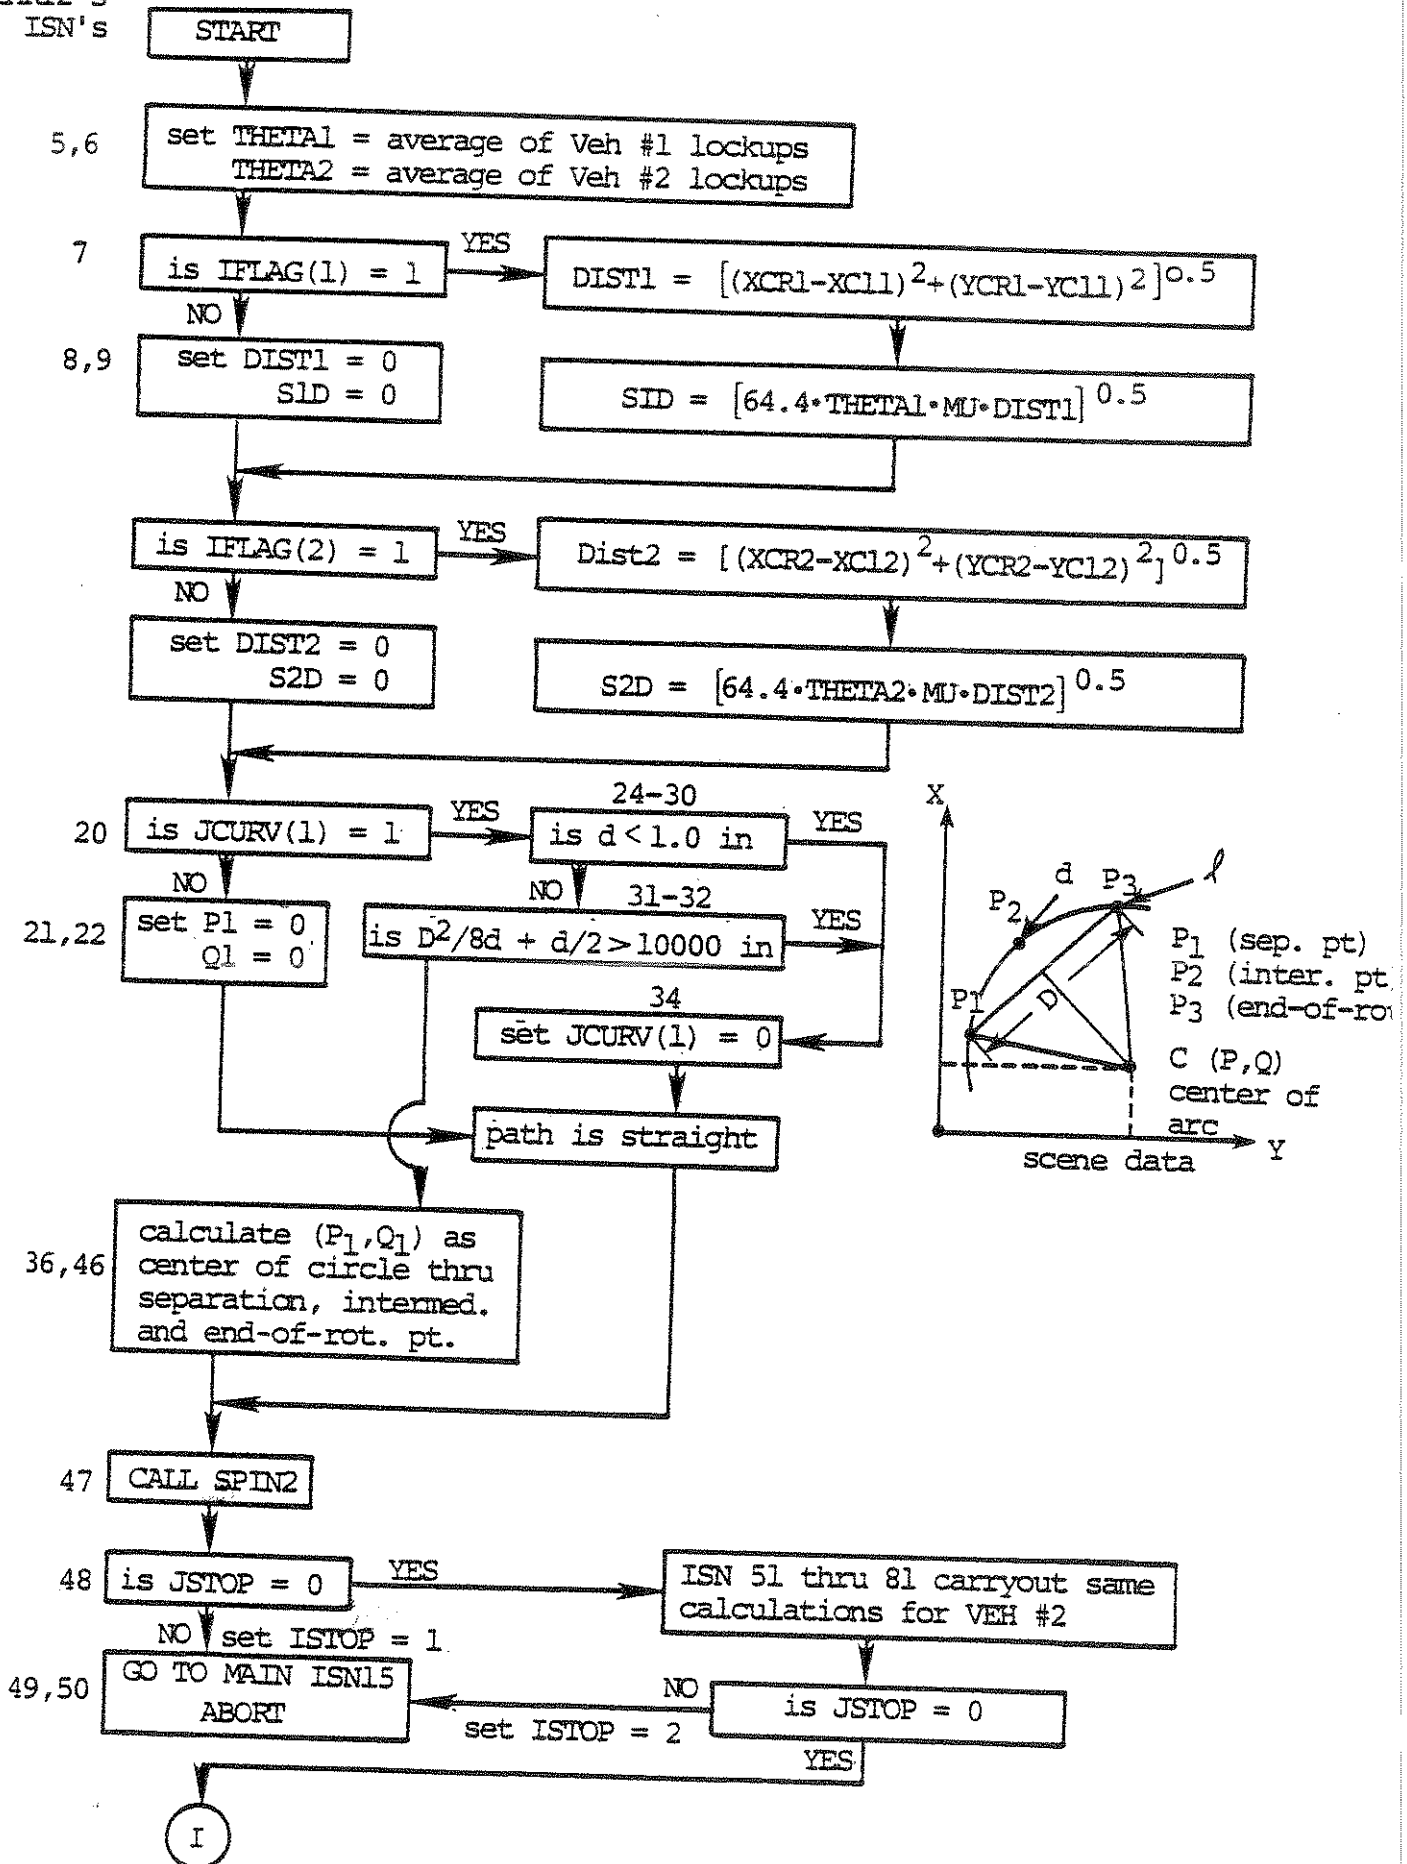 ISN's
START
5,6
set THETA1 = average of Veh #1 lockups
THETA2 = average of Veh #2 lockups
7
is IFLAG(1) = 1
YES
DIST1 = [(XCR1-XC11)²+(YCR1-YC11)²]^0.5
NO
8,9
set DIST1 = 0
S1D = 0
SID = [64.4·THETA1·MU·DIST1]^0.5
is IFLAG(2) = 1
YES
Dist2 = [(XCR2-XC12)²+(YCR2-YC12)²]^0.5
NO
set DIST2 = 0
S2D = 0
S2D = [64.4·THETA2·MU·DIST2]^0.5
20
is JCURV(1) = 1
YES
24-30
is d < 1.0 in
YES
NO
NO
31-32
21,22
set P1 = 0
Q1 = 0
is D²/8d + d/2 > 10000 in
YES
34
set JCURV(1) = 0
path is straight
X
d
P3
ℓ
P2
P1
D
P1 (sep. pt)
P2 (inter. pt
P3 (end-of-rot
C (P,Q)
center of
arc
Y
scene data
36,46
calculate (P1,Q1) as
center of circle thru
separation, intermed.
and end-of-rot. pt.
47
CALL SPIN2
48
is JSTOP = 0
YES
ISN 51 thru 81 carryout same
calculations for VEH #2
NO
set ISTOP = 1
49,50
GO TO MAIN ISN15
ABORT
NO
set ISTOP = 2
is JSTOP = 0
YES
I